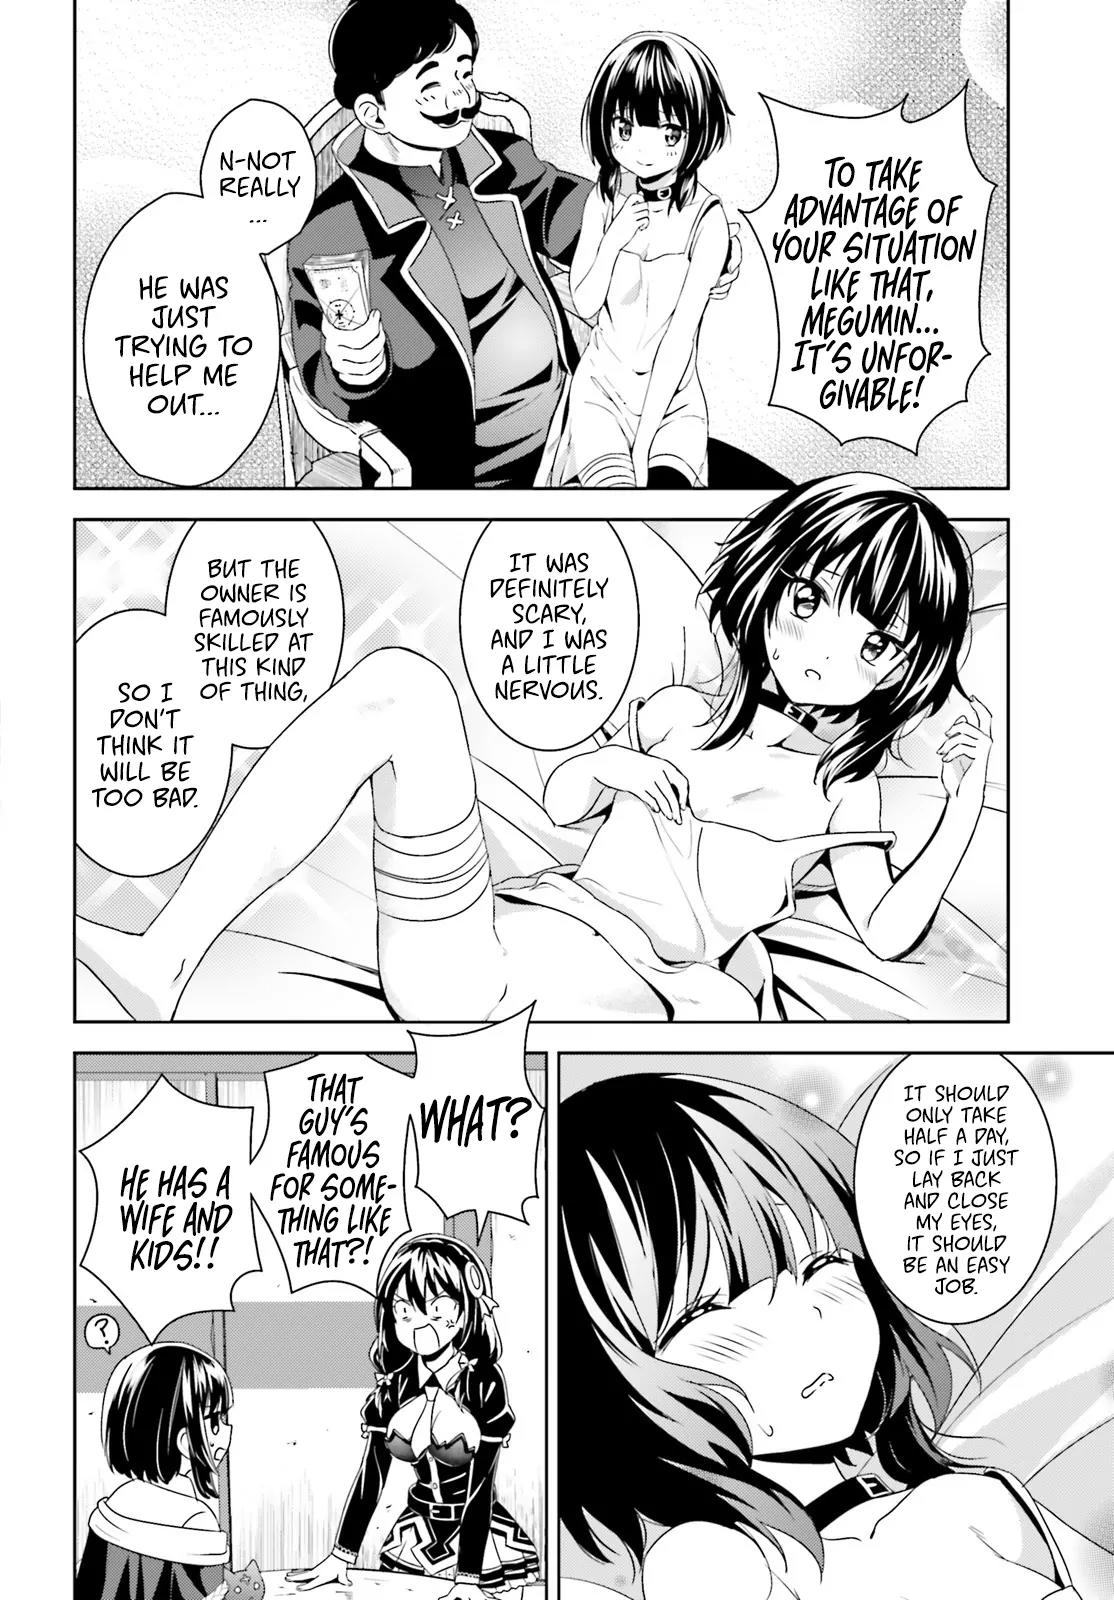 TO TAKE
ADVANTAGE OF
YOUR SITUATION
LIKE THAT,
MEGUMIN...
IT'S UNFOR-
GIVABLE!
N-NOT
REALLY
...
HE WAS
JUST
TRYING TO
HELP ME
OUT...
IT WAS
DEFINITELY
SCARY,
AND I WAS
A LITTLE
NERVOUS.
BUT THE
OWNER IS
FAMOUSLY
SKILLED AT
THIS KIND
OF THING,
SO I
DON'T
THINK IT
WILL BE
TOO BAD.
IT SHOULD
ONLY TAKE
HALF A DAY,
SO IF I JUST
LAY BACK
AND CLOSE
MY EYES,
IT SHOULD
BE AN EASY
JOB.
WHAT?
THAT
GUY'S
FAMOUS
FOR SOME-
THING LIKE
THAT?!
HE HAS A
WIFE AND
KIDS!!
?